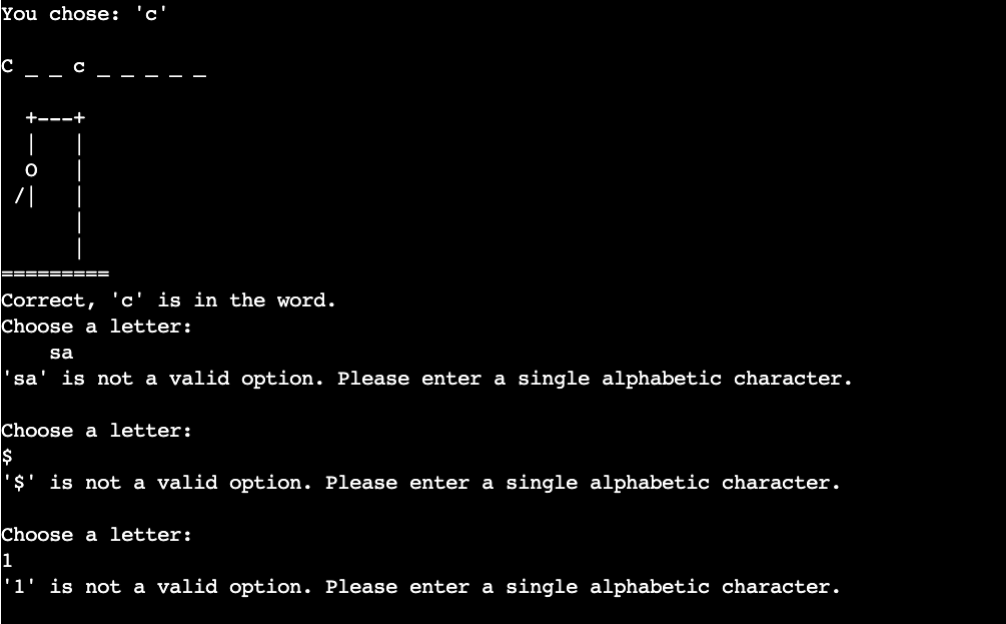 You chose: 'c'
C _ _ c _ _ _ _ _
  +---+
  |   |
  O   |
 /|   |
      |
      |
=========
Correct, 'c' is in the word.
Choose a letter:
    sa
'sa' is not a valid option. Please enter a single alphabetic character.
Choose a letter:
$
'$' is not a valid option. Please enter a single alphabetic character.
Choose a letter:
1
'1' is not a valid option. Please enter a single alphabetic character.